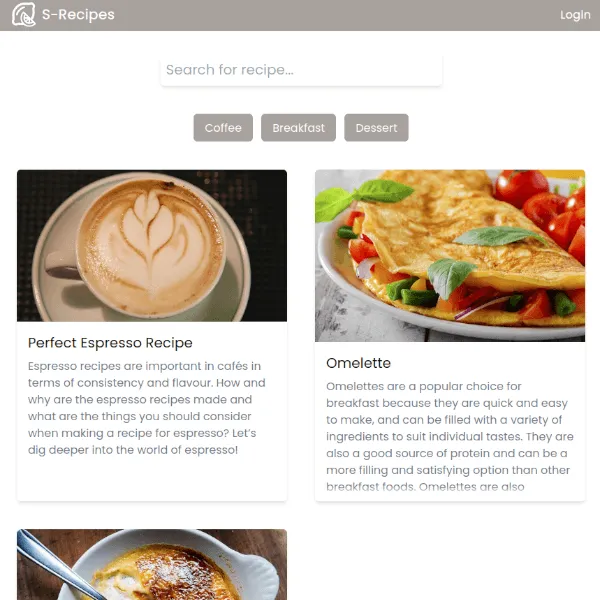 S-Recipes
Login
Search for recipe...
Coffee
Breakfast
Dessert
Perfect Espresso Recipe
Espresso recipes are important in cafés in
terms of consistency and flavour. How and
why are the espresso recipes made and
what are the things you should consider
when making a recipe for espresso? Let's
dig deeper into the world of espresso!
Omelette
Omelettes are a popular choice for
breakfast because they are quick and easy
to make, and can be filled with a variety of
ingredients to suit individual tastes. They are
also a good source of protein and can be a
more filling and satisfying option than other
breakfast foods. Omelettes are also